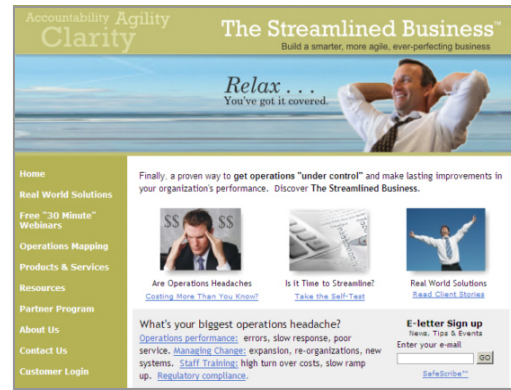 Accountability Agility
Clarity
The Streamlined Business™
Build a smarter, more agile, ever-perfecting business
Relax . . .
You've got it covered.
Home
Real World Solutions
Free "30 Minute"
Webinars
Operations Mapping
Products & Services
Resources
Partner Program
About Us
Contact Us
Customer Login
Finally, a proven way to get operations "under control" and make lasting improvements in
your organization's performance. Discover The Streamlined Business.
$$ $$
Are Operations Headaches
Costing More Than You Know?
Is it Time to Streamline?
Take the Self-Test
Real World Solutions
Read Client Stories
What's your biggest operations headache?
Operations performance: errors, slow response, poor
service. Managing Change: expansion, re-organizations, new
systems. Staff Training: high turn over costs, slow ramp
up. Regulatory compliance.
E-letter Sign up
News, Tips & Events
Enter your e-mail
GO
SafeScribe™